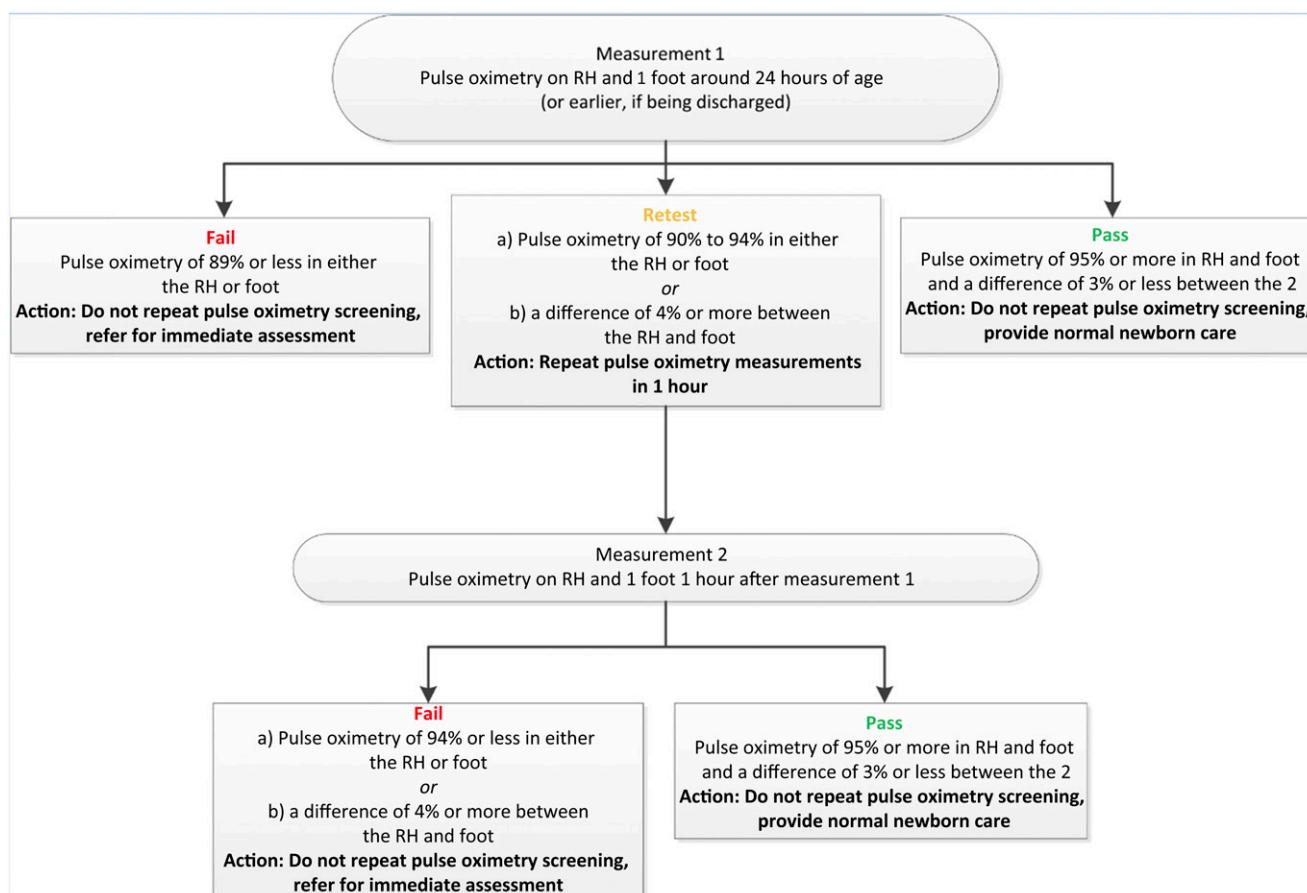 Measurement 1
Pulse oximetry on RH and 1 foot around 24 hours of age
(or earlier, if being discharged)
Fail
Pulse oximetry of 89% or less in either
the RH or foot
Action: Do not repeat pulse oximetry screening,
refer for immediate assessment
Retest
a) Pulse oximetry of 90% to 94% in either
the RH or foot
or
b) a difference of 4% or more between
the RH and foot
Action: Repeat pulse oximetry measurements
in 1 hour
Pass
Pulse oximetry of 95% or more in RH and foot
and a difference of 3% or less between the 2
Action: Do not repeat pulse oximetry screening,
provide normal newborn care
Measurement 2
Pulse oximetry on RH and 1 foot 1 hour after measurement 1
Fail
a) Pulse oximetry of 94% or less in either
the RH or foot
or
b) a difference of 4% or more between
the RH and foot
Action: Do not repeat pulse oximetry screening,
refer for immediate assessment
Pass
Pulse oximetry of 95% or more in RH and foot
and a difference of 3% or less between the 2
Action: Do not repeat pulse oximetry screening,
provide normal newborn care